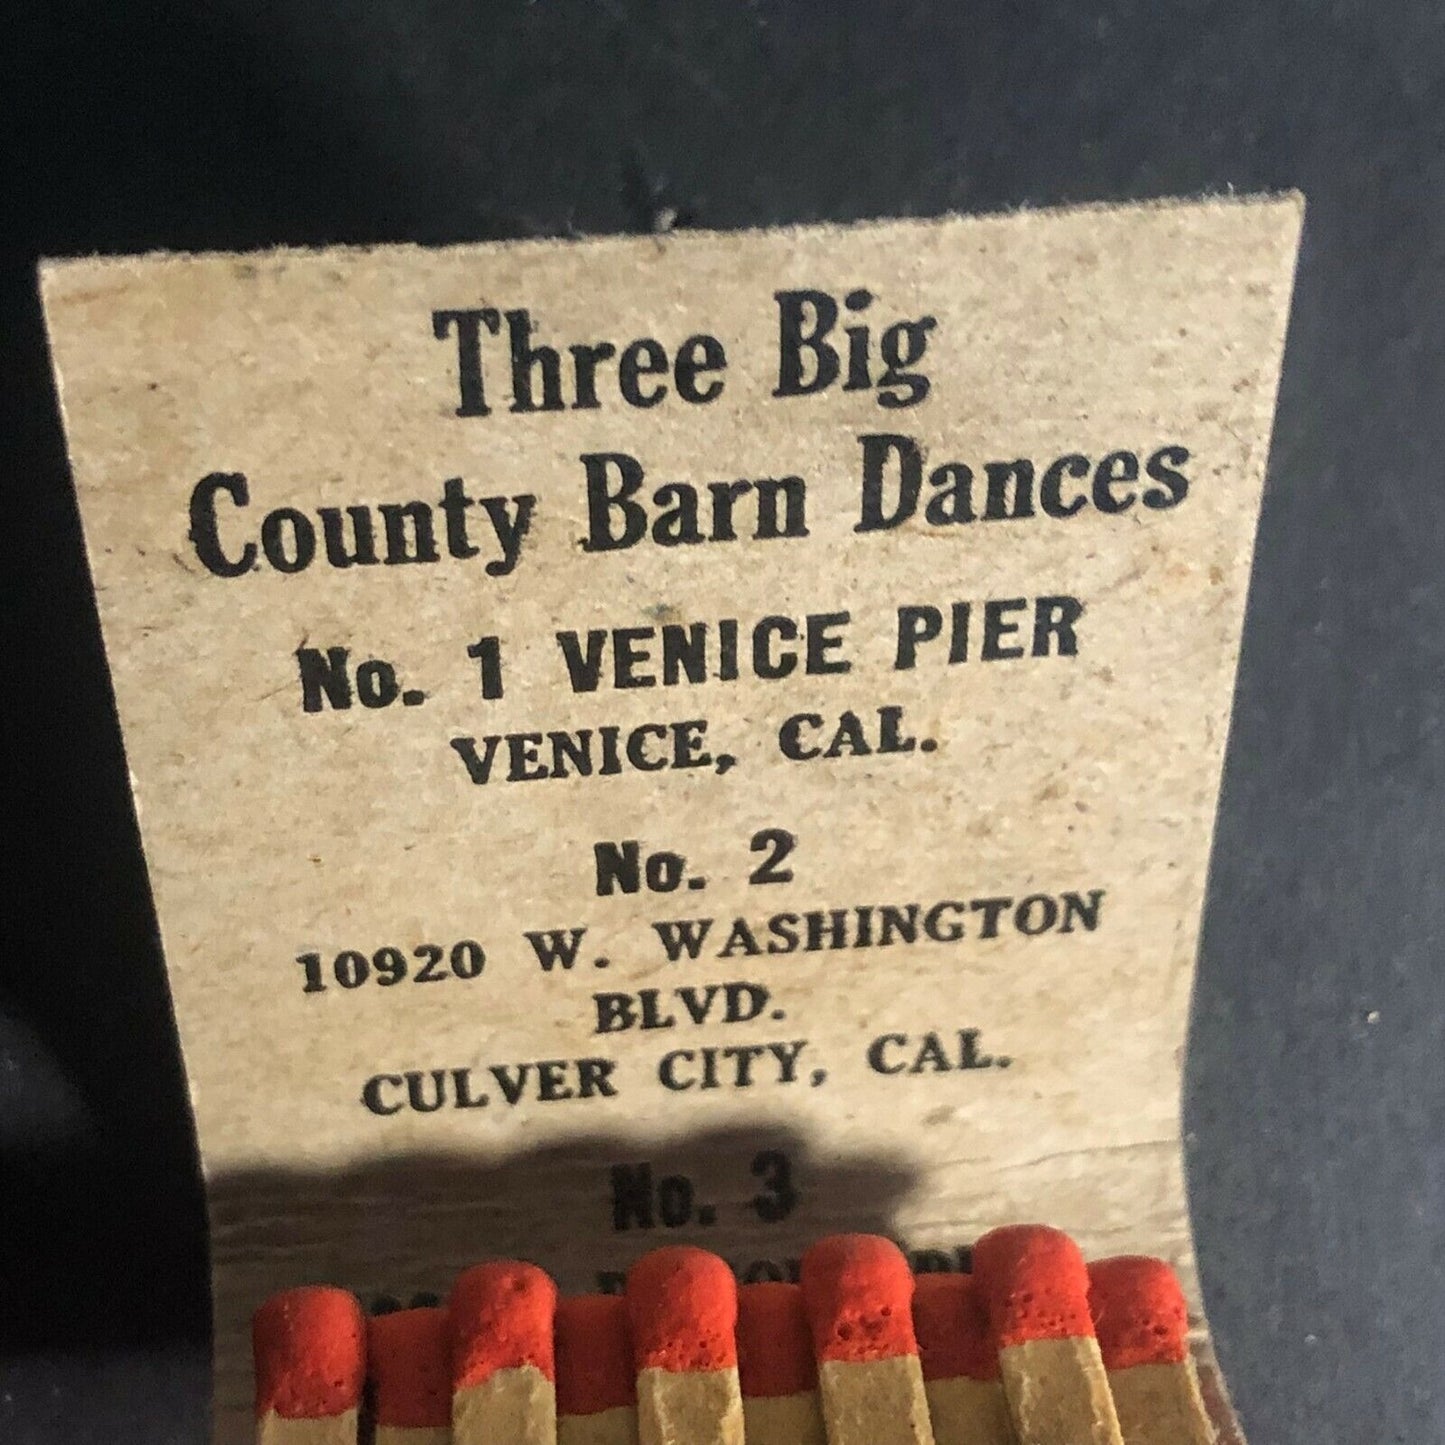 Three Big
County Barn Dances
No. 1 VENICE PIER
VENICE, CAL.
No. 2
10920 W. WASHINGTON
BLVD.
CULVER CITY, CAL.
No. 3